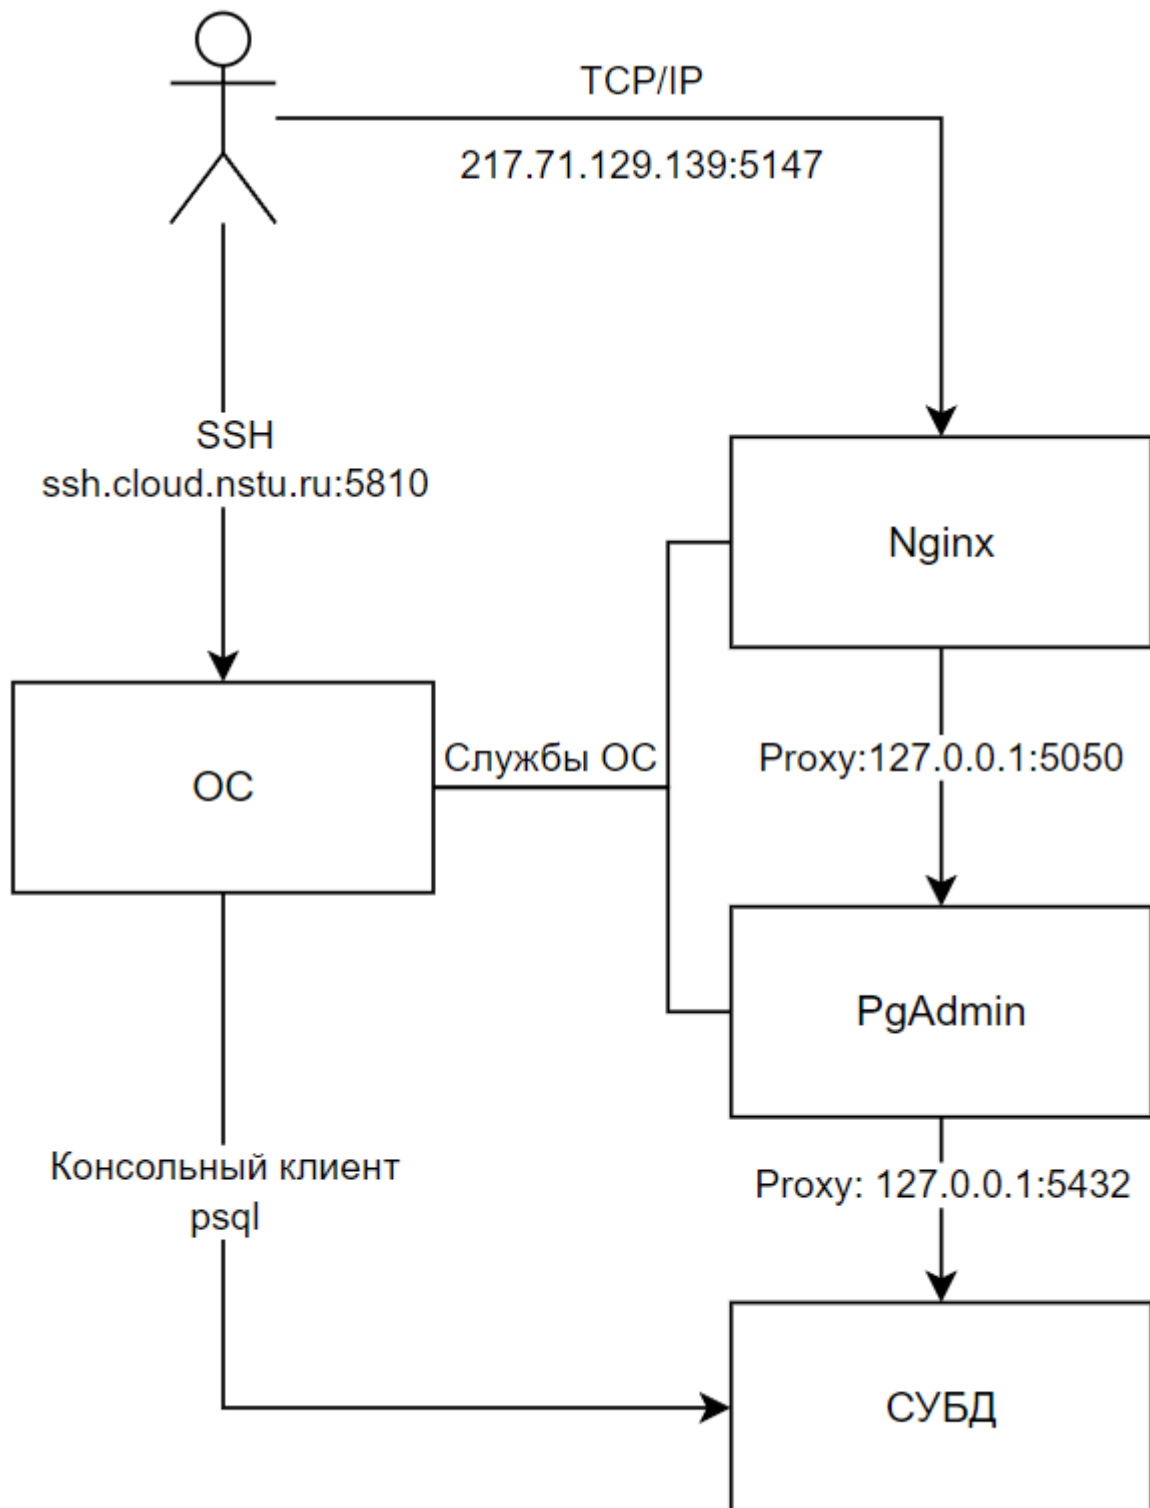 TCP/IP
217.71.129.139:5147
SSH
ssh.cloud.nstu.ru:5810
Nginx
Службы ОС
Proxy:127.0.0.1:5050
ОС
PgAdmin
Консольный клиент
psql
Proxy: 127.0.0.1:5432
СУБД